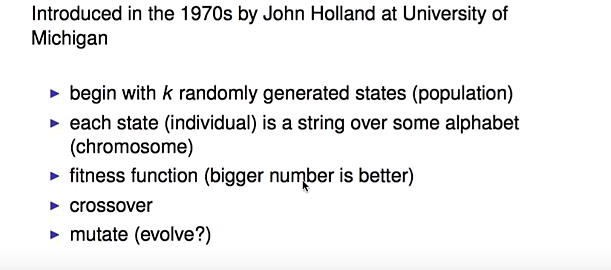 Introduced in the 1970s by John Holland at University of
Michigan
► begin with k randomly generated states (population)
► each state (individual) is a string over some alphabet
(chromosome)
► fitness function (bigger number is better)
► crossover
► mutate (evolve?)